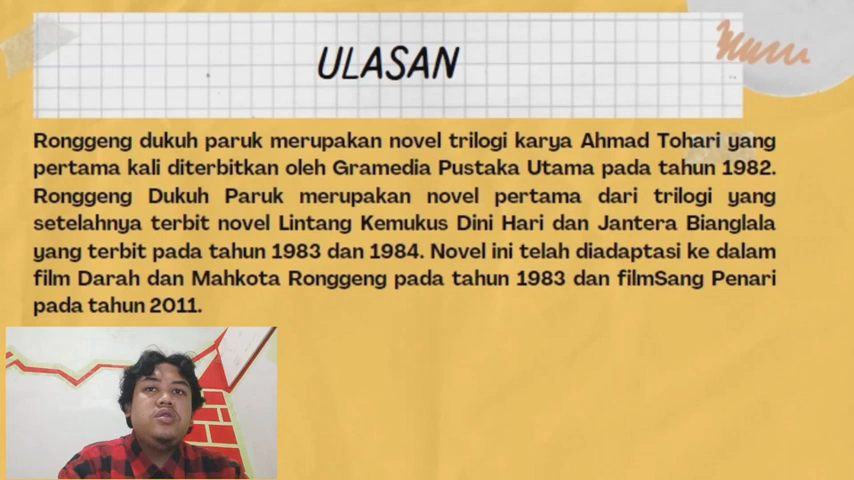 ULASAN
Ronggeng dukuh paruk merupakan novel trilogi karya Ahmad Tohari yang
pertama kali diterbitkan oleh Gramedia Pustaka Utama pada tahun 1982.
Ronggeng Dukuh Paruk merupakan novel pertama dari trilogi yang
setelahnya terbit novel Lintang Kemukus Dini Hari dan Jantera Bianglala
yang terbit pada tahun 1983 dan 1984. Novel ini telah diadaptasi ke dalam
film Darah dan Mahkota Ronggeng pada tahun 1983 dan filmSang Penari
pada tahun 2011.